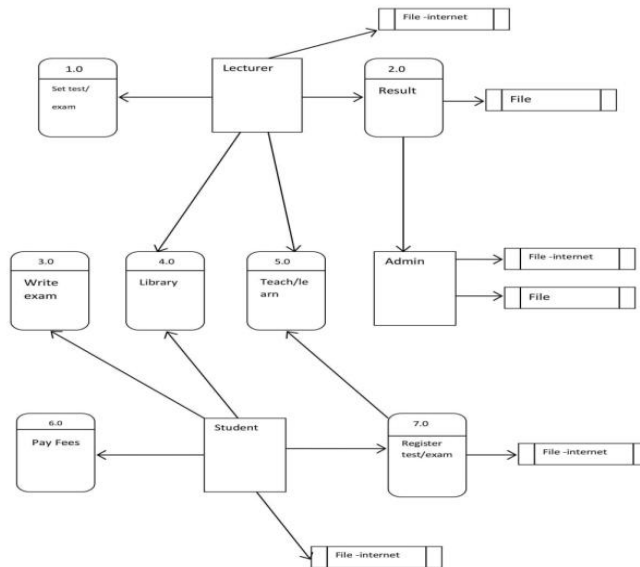 File -internet
1.0
Set test/
exam
Lecturer
2.0
Result
File
3.0
Write
exam
4.0
Library
5.0
Teach/le
arn
Admin
File -internet
File
6.0
Pay Fees
Student
7.0
Register
test/exam
File -internet
File -internet